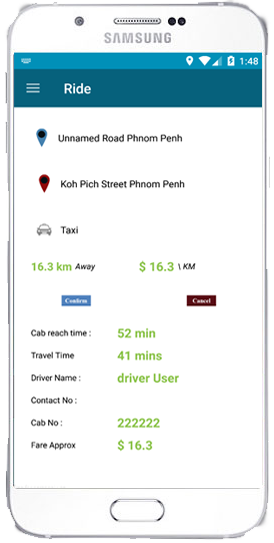 SAMSUNG
1:48
Ride
Unnamed Road Phnom Penh
Koh Pich Street Phnom Penh
Taxi
16.3 km Away $ 16.3 \ KM
Confirm Cancel
Cab reach time : 52 min
Travel Time 41 mins
Driver Name : driver User
Contact No :
Cab No : 222222
Fare Approx $ 16.3